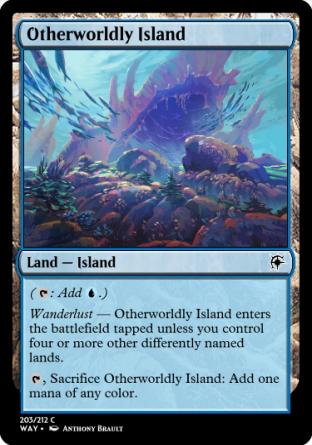 Otherworldly Island
Land — Island
(: Add .)
Wanderlust — Otherworldly Island enters
the battlefield tapped unless you control
four or more other differently named
lands.
, Sacrifice Otherworldly Island: Add one
mana of any color.
203/212 C
WAY • Anthony Brault